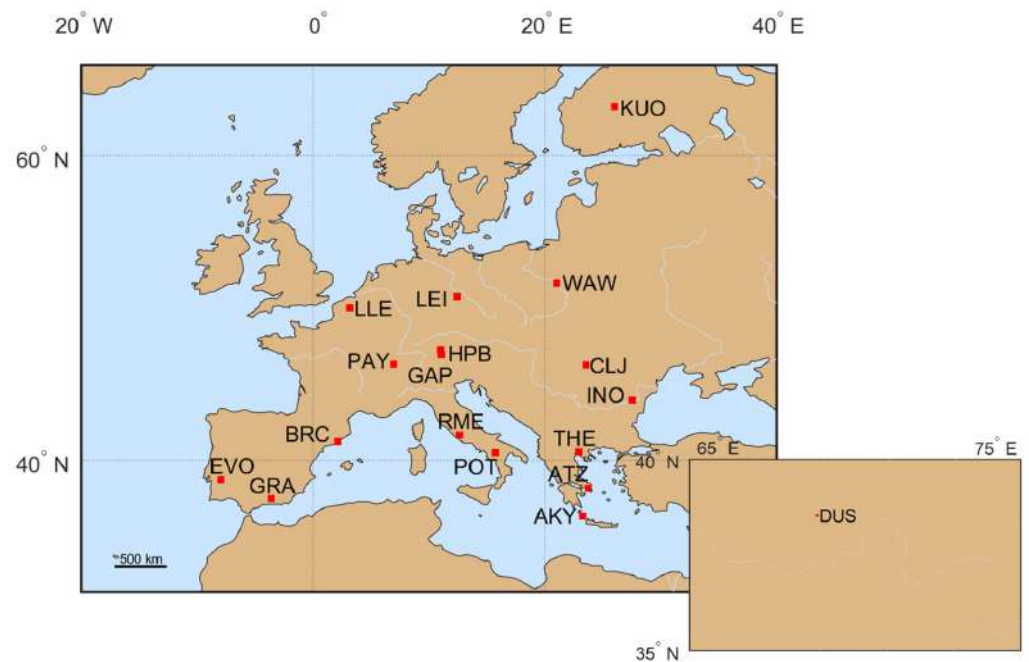 20° W 0° 20° E 40° E
KUO
60° N
WAW
LEI
LLE
HPB
PAY
CLJ
GAP
INO
RME
BRC
THE
65° E 75° E
40° N
40° N
EVO
POT
ATZ
GRA
AKY
DUS
500 km
35° N